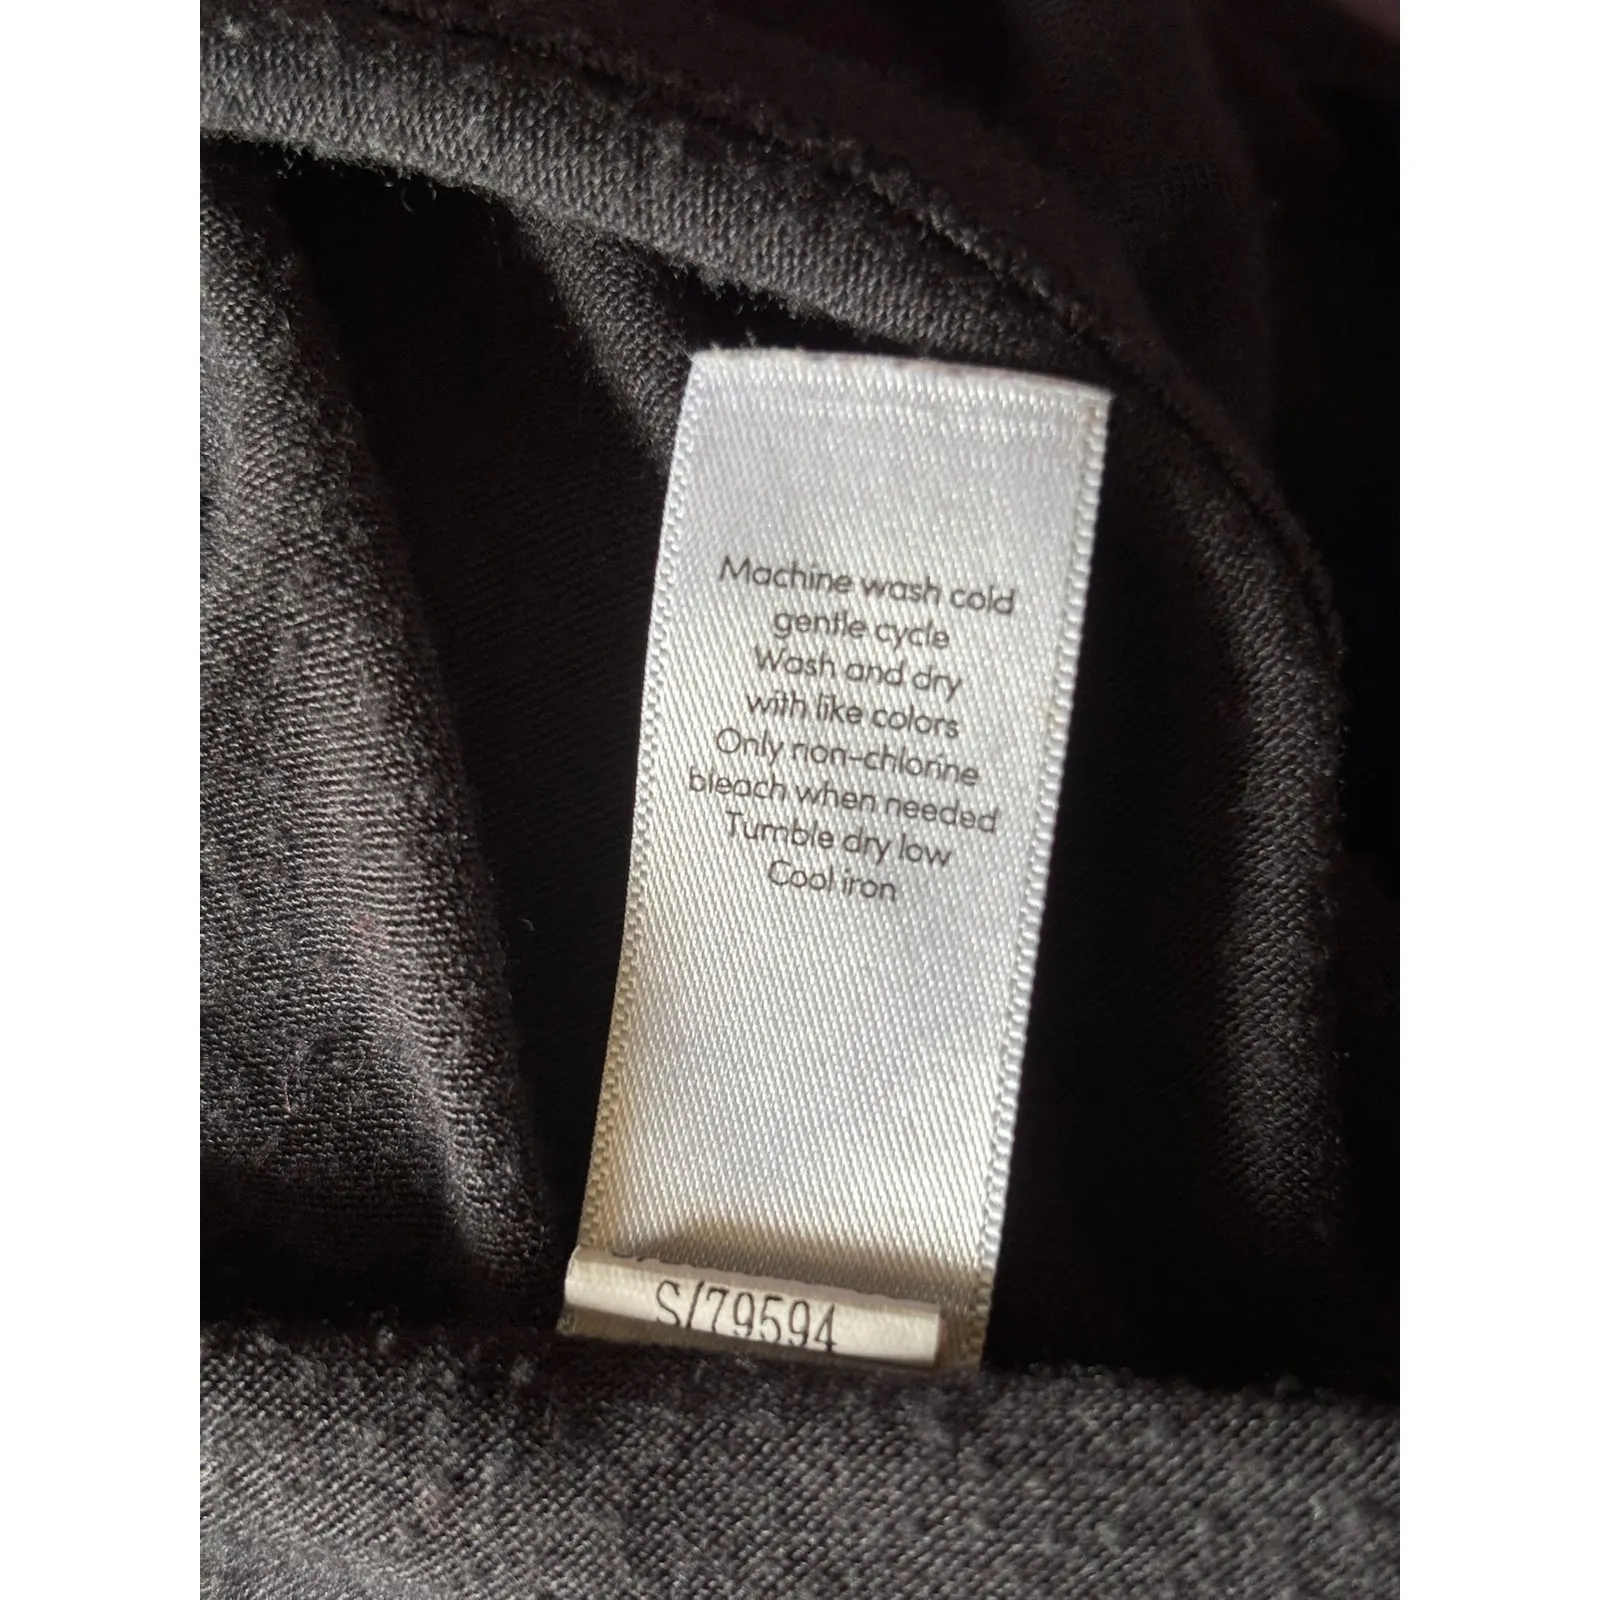 Machine wash cold
gentle cycle
Wash and dry
with like colors
Only non-chlorine
bleach when needed
Tumble dry low
Cool iron
S/79594